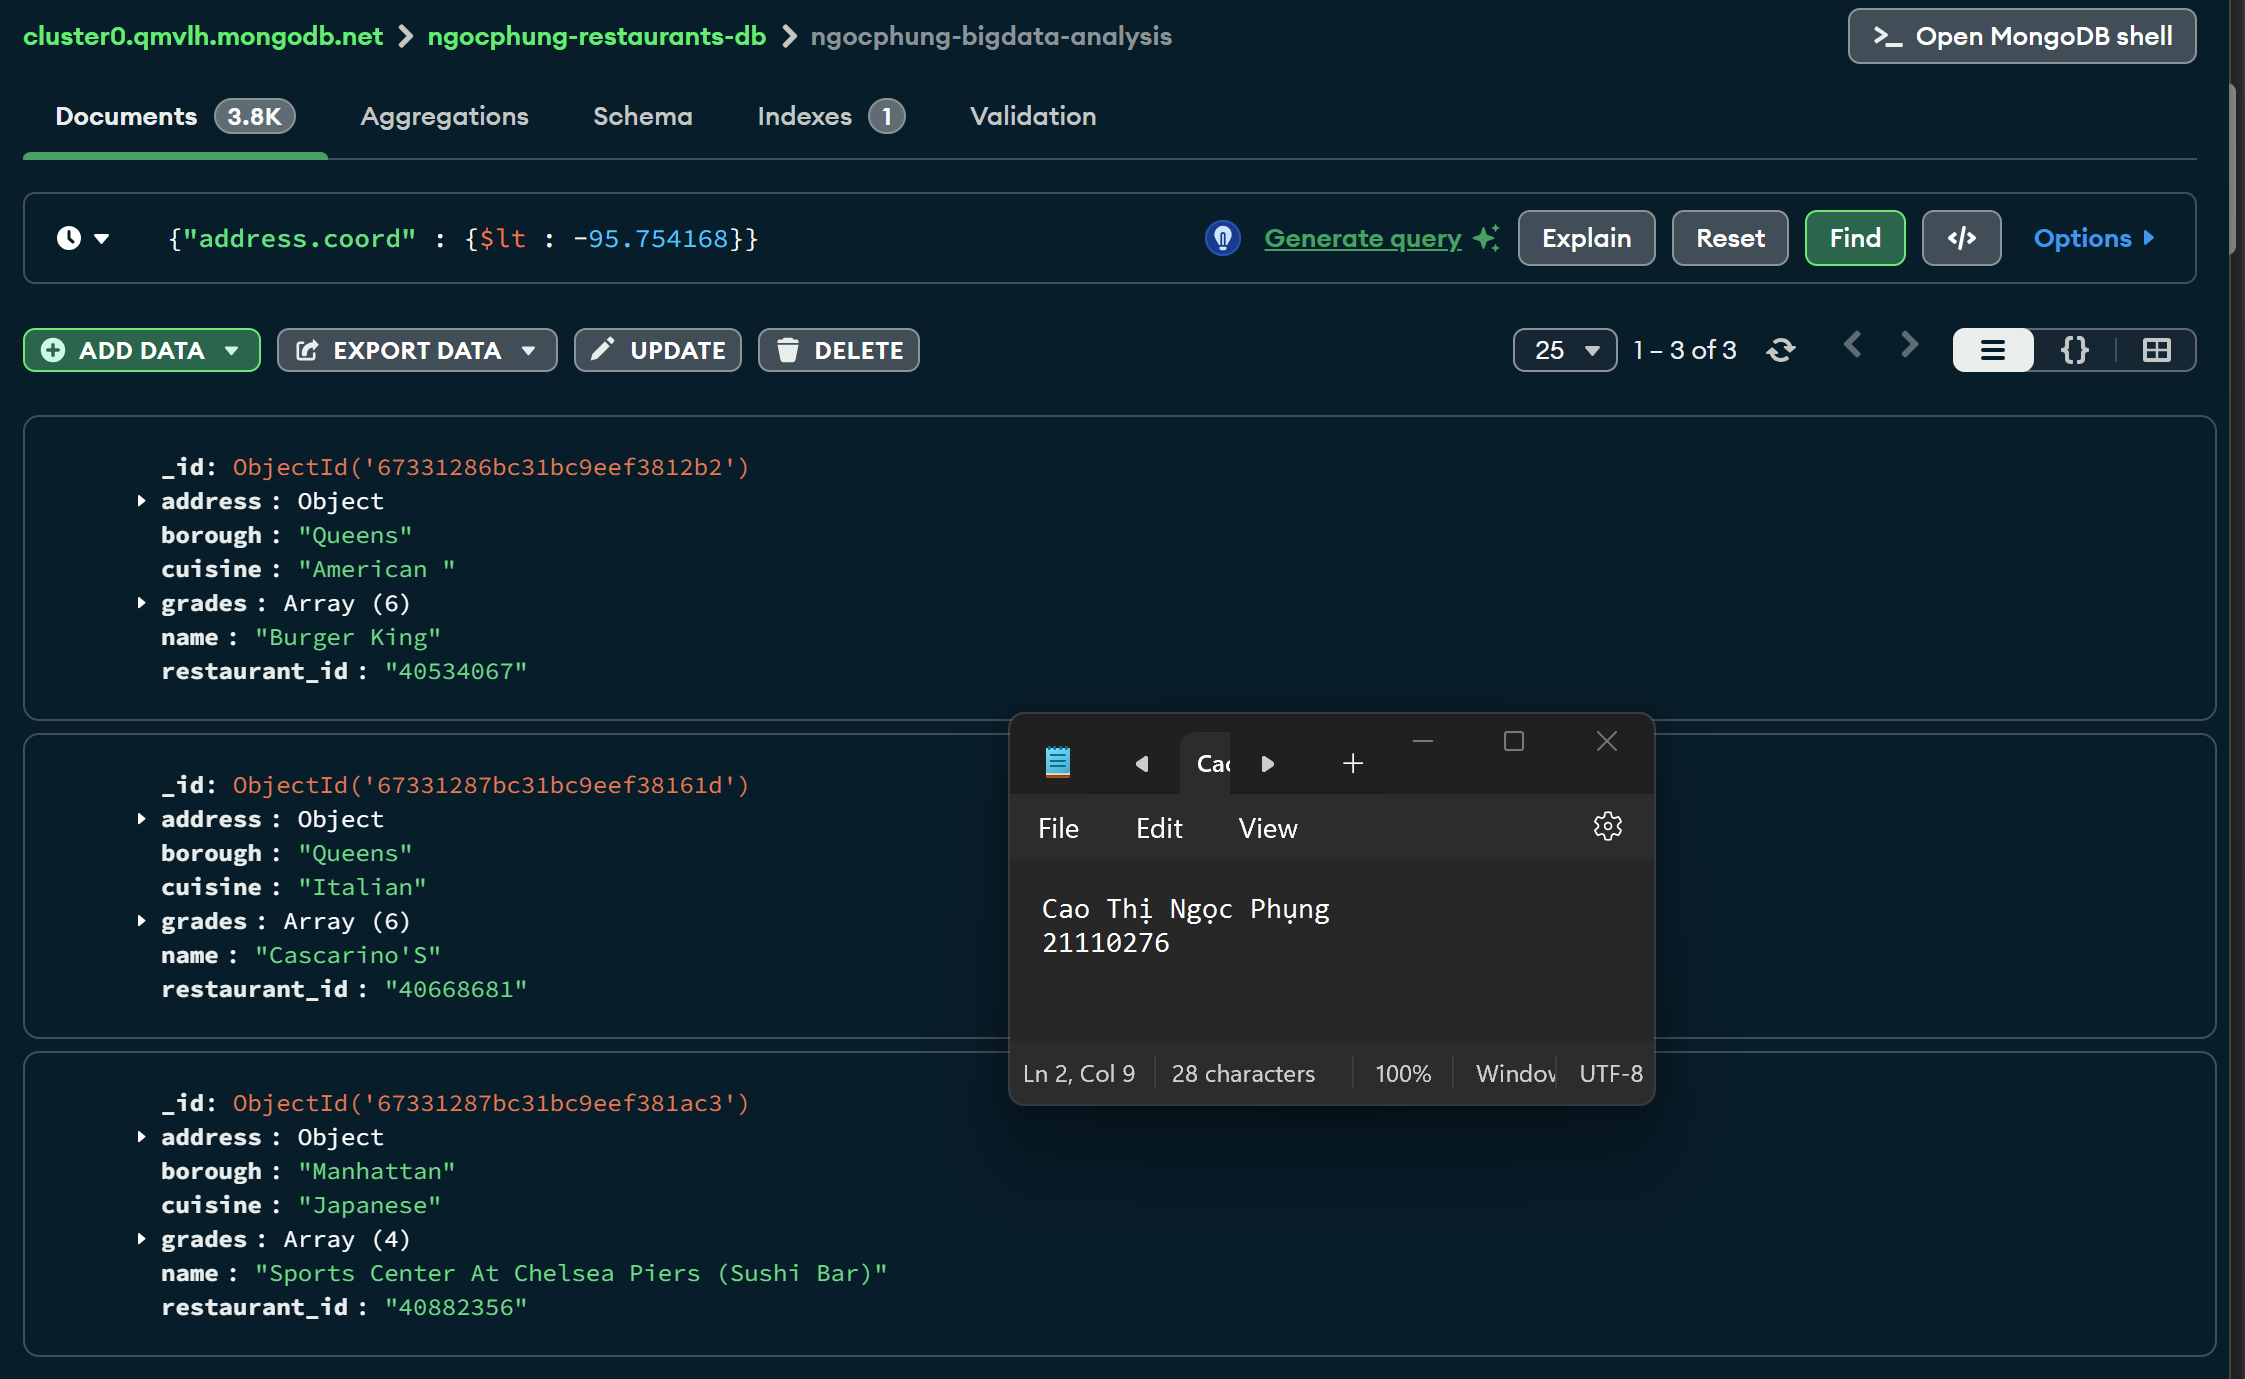 cluster0.qmvlh.mongodb.net > ngocphung-restaurants-db > ngocphung-bigdata-analysis
>_ Open MongoDB shell
Documents 3.8K Aggregations Schema Indexes 1 Validation
{"address.coord" : {$lt : -95.754168}}
Generate query Explain Reset Find </> Options
ADD DATA EXPORT DATA UPDATE DELETE 25 1 – 3 of 3 {}
_id: ObjectId('67331286bc31bc9eef3812b2')
address : Object
borough : "Queens"
cuisine : "American "
grades : Array (6)
name : "Burger King"
restaurant_id : "40534067"
_id: ObjectId('67331287bc31bc9eef38161d')
address : Object
borough : "Queens"
cuisine : "Italian"
grades : Array (6)
name : "Cascarino'S"
restaurant_id : "40668681"
_id: ObjectId('67331287bc31bc9eef381ac3')
address : Object
borough : "Manhattan"
cuisine : "Japanese"
grades : Array (4)
name : "Sports Center At Chelsea Piers (Sushi Bar)"
restaurant_id : "40882356"
File Edit View
Cao Thị Ngọc Phụng
21110276
Ln 2, Col 9 28 characters 100% UTF-8